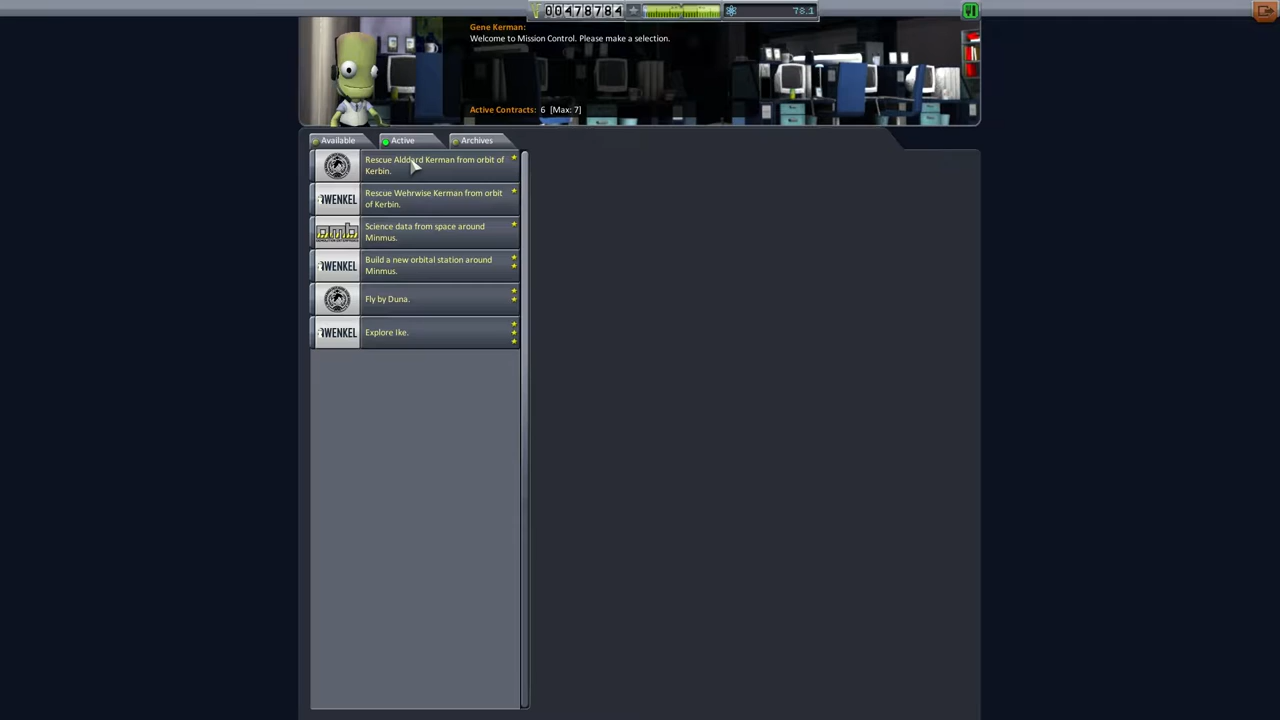 00478784
78.1
Gene Kerman:
Welcome to Mission Control. Please make a selection.
Active Contracts: 6 [Max: 7]
Available
Active
Archives
Rescue Alddard Kerman from orbit of
Kerbin.
WENKEL
Rescue Wehrwise Kerman from orbit
of Kerbin.
Science data from space around
Minmus.
WENKEL
Build a new orbital station around
Minmus.
Fly by Duna.
WENKEL
Explore Ike.